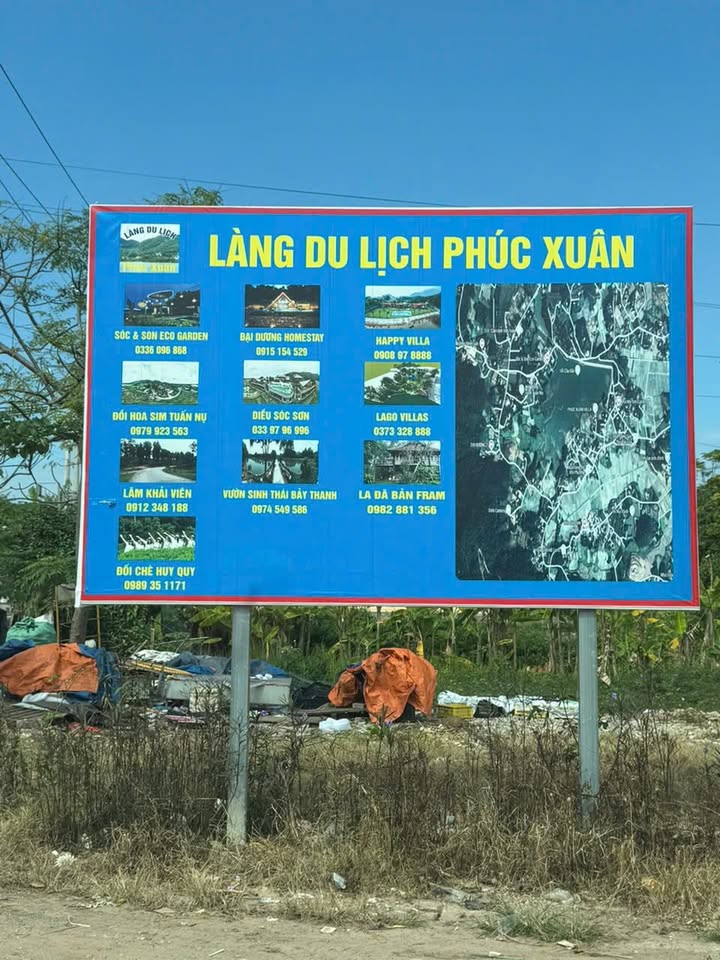 LÀNG DU LỊCH
LÀNG DU LỊCH PHÚC XUÂN
SÓC & SON ECO GARDEN
0336 096 868
ĐẠI DƯƠNG HOMESTAY
0915 154 529
HAPPY VILLA
0908 97 8888
ĐỒI HOA SIM TUẤN NỤ
0979 923 563
DIỀU SÓC SƠN
033 97 96 996
LAGO VILLAS
0373 328 888
LÂM KHẢI VIÊN
0912 348 188
VƯỜN SINH THÁI BẢY THANH
0974 549 586
LA ĐÀ BẢN FRAM
0982 881 356
ĐỒI CHÈ HUY QUY
0989 35 1171